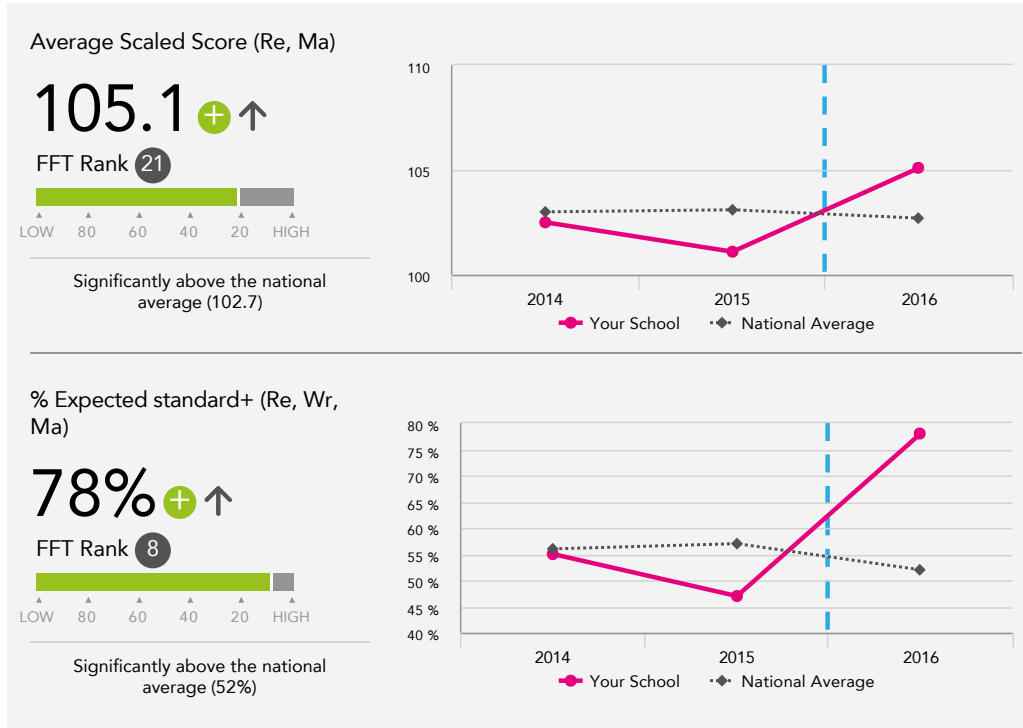 Average Scaled Score (Re, Ma)
105.1
FFT Rank 21
LOW 80 60 40 20 HIGH
Significantly above the national
average (102.7)
110
105
100
2014 2015 2016
Your School National Average
% Expected standard+ (Re, Wr,
Ma)
78%
FFT Rank 8
LOW 80 60 40 20 HIGH
Significantly above the national
average (52%)
80 %
75 %
70 %
65 %
60 %
55 %
50 %
45 %
40 %
2014 2015 2016
Your School National Average